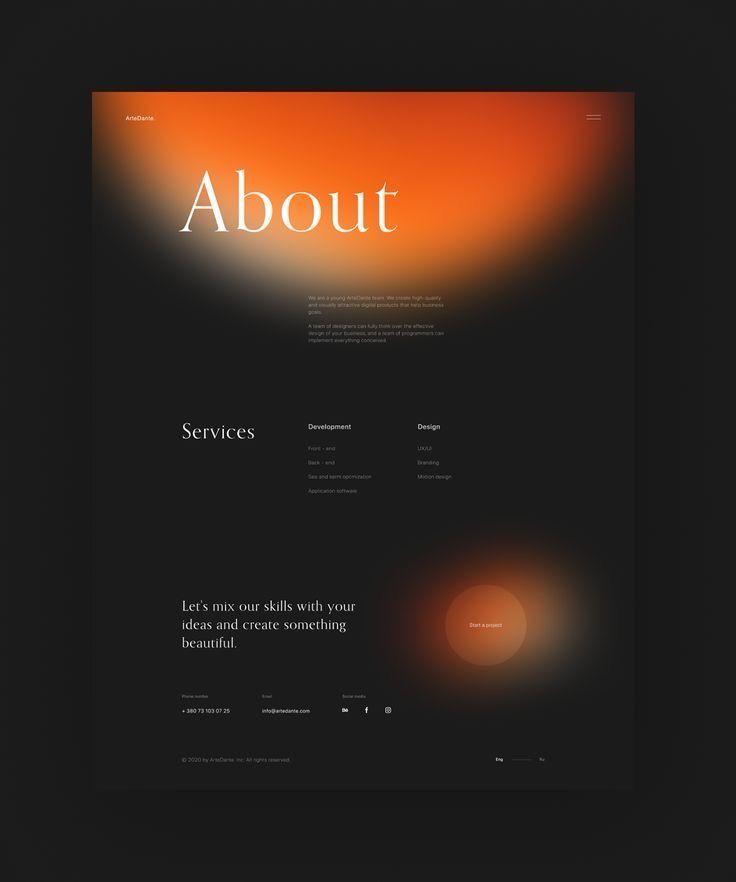 ArteDante.
About
We are a young ArteDante team. We create high-quality
and visually attractive digital products that help business
goals.
A team of designers can fully think over the effective
design of your business, and a team of programmers can
implement everything conceived.
Services
Development
Front - end
Back - end
Seo and serm optimization
Application software
Design
UX/UI
Branding
Motion design
Let's mix our skills with your
ideas and create something
beautiful.
Start a project
Phone number
+ 380 73 103 07 25
Email
info@artedante.com
Social media
Bē
© 2020 by ArteDante. Inc. All rights reserved.
Eng
Ru